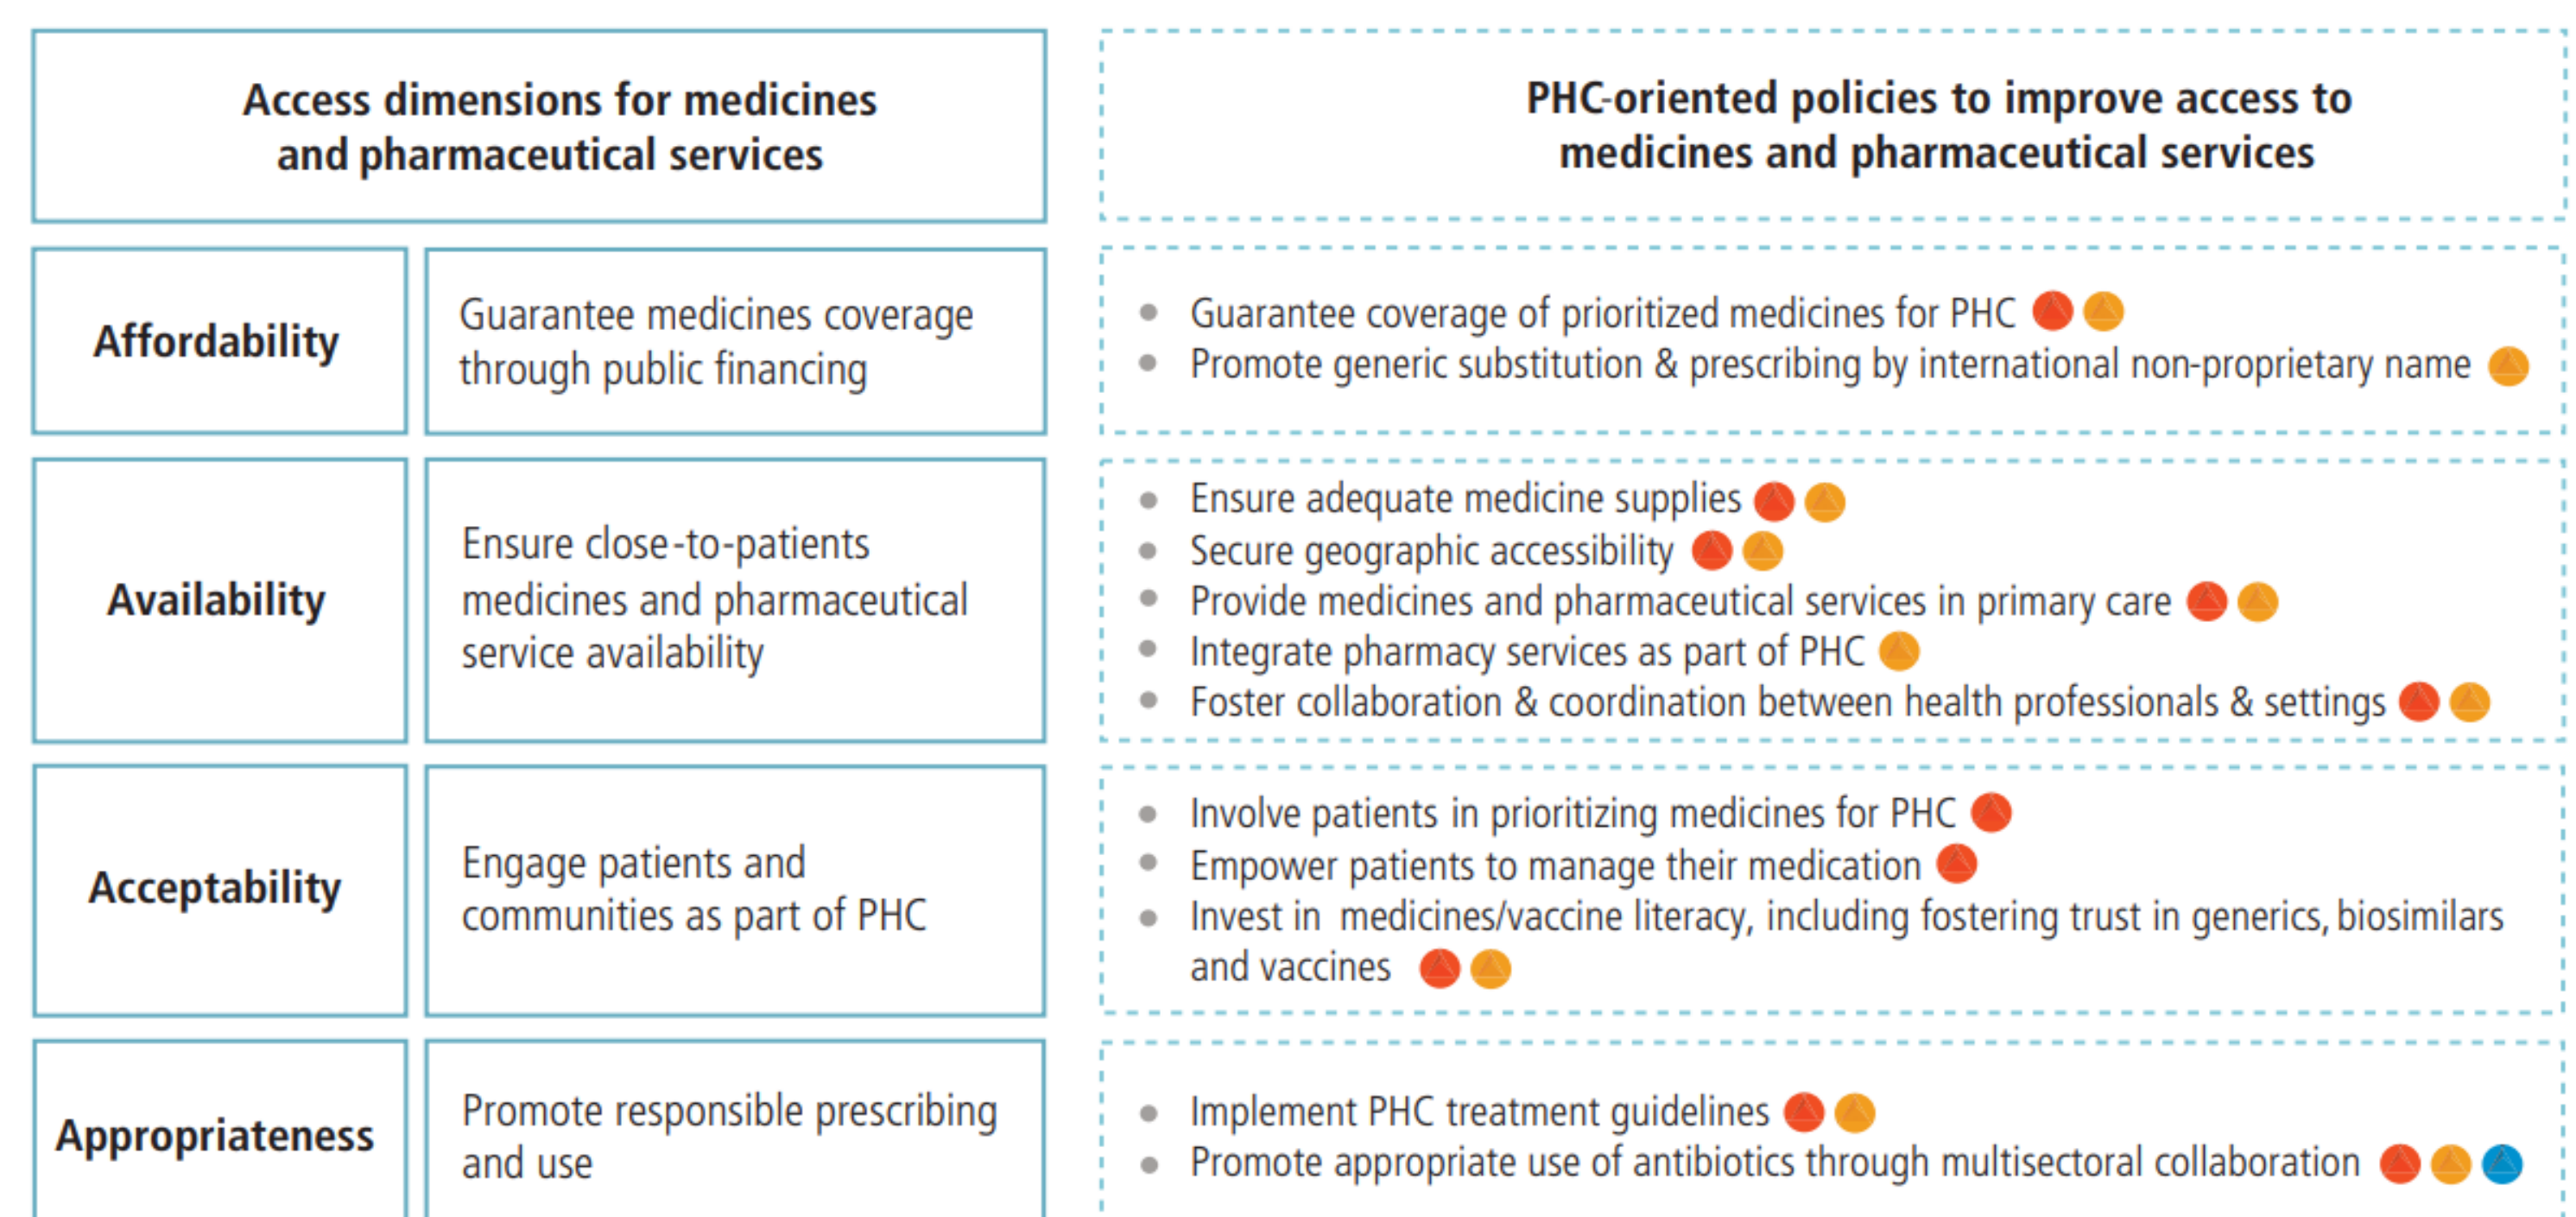 Access dimensions for medicines
and pharmaceutical services
PHC-oriented policies to improve access to
medicines and pharmaceutical services
Affordability
Guarantee medicines coverage
through public financing
Guarantee coverage of prioritized medicines for PHC
Promote generic substitution & prescribing by international non-proprietary name
Availability
Ensure close-to-patients
medicines and pharmaceutical
service availability
Ensure adequate medicine supplies
Secure geographic accessibility
Provide medicines and pharmaceutical services in primary care
Integrate pharmacy services as part of PHC
Foster collaboration & coordination between health professionals & settings
Acceptability
Engage patients and
communities as part of PHC
Involve patients in prioritizing medicines for PHC
Empower patients to manage their medication
Invest in medicines/vaccine literacy, including fostering trust in generics, biosimilars
and vaccines
Appropriateness
Promote responsible prescribing
and use
Implement PHC treatment guidelines
Promote appropriate use of antibiotics through multisectoral collaboration